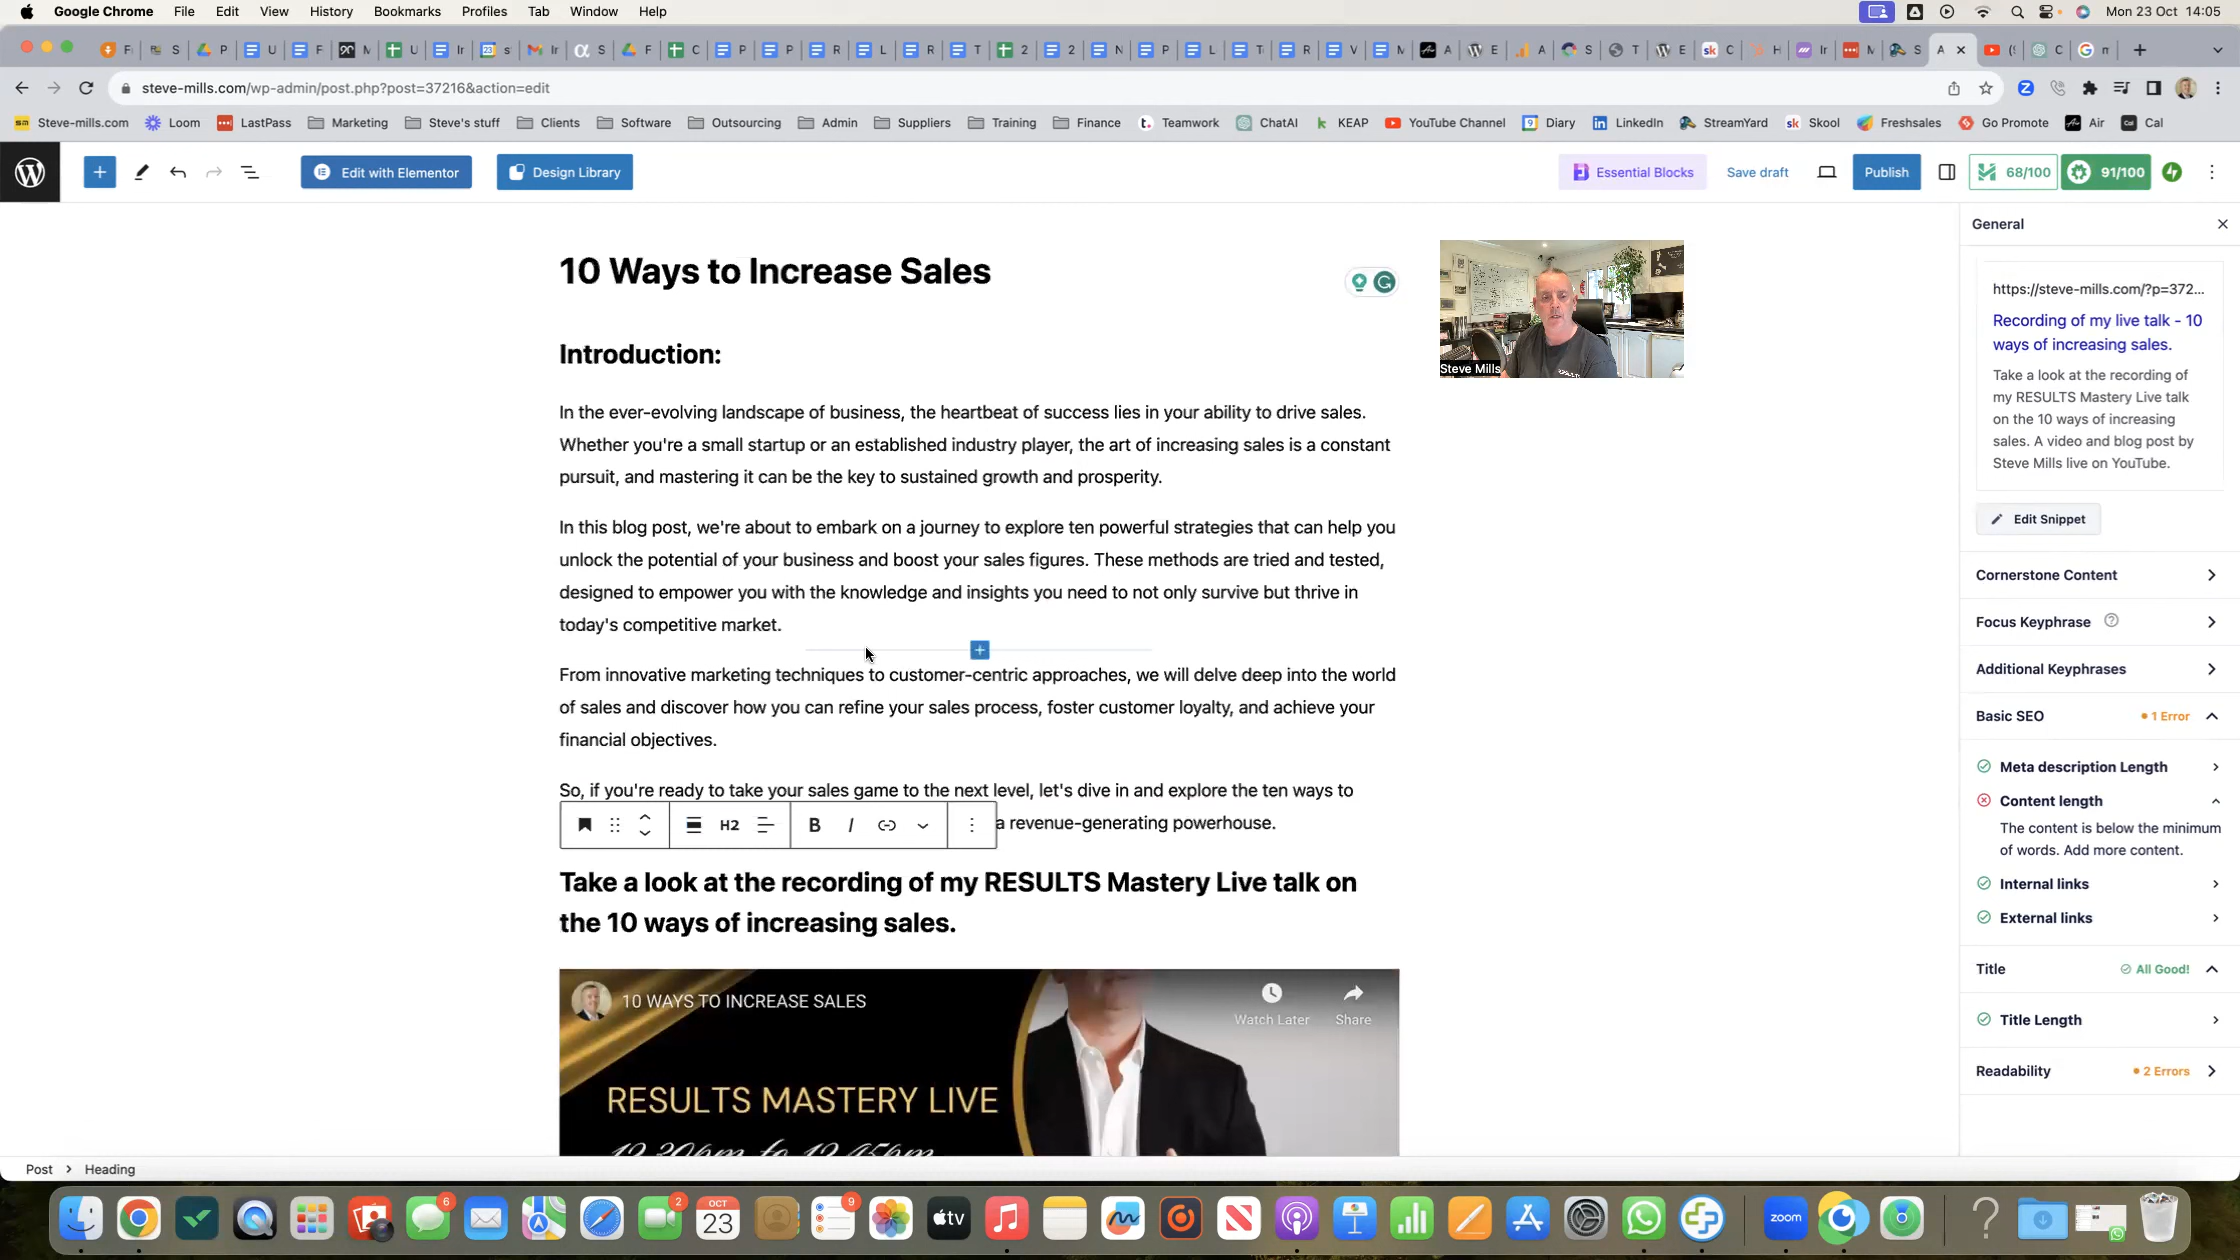 Google Chrome File Edit View History Bookmarks Profiles Tab Window Help Mon 23 Oct 14:05
steve-mills.com/wp-admin/post.php?post=37216&action=edit
Steve-mills.com Loom LastPass Marketing Steve's stuff Clients Software Outsourcing Admin Suppliers Training Finance Teamwork ChatAI KEAP YouTube Channel Diary LinkedIn StreamYard Skool Freshsales Go Promote Air Cal
Edit with Elementor Design Library Essential Blocks Save draft Publish 68/100 91/100
10 Ways to Increase Sales
Introduction:
In the ever-evolving landscape of business, the heartbeat of success lies in your ability to drive sales.
Whether you're a small startup or an established industry player, the art of increasing sales is a constant
pursuit, and mastering it can be the key to sustained growth and prosperity.
In this blog post, we're about to embark on a journey to explore ten powerful strategies that can help you
unlock the potential of your business and boost your sales figures. These methods are tried and tested,
designed to empower you with the knowledge and insights you need to not only survive but thrive in
today's competitive market.
From innovative marketing techniques to customer-centric approaches, we will delve deep into the world
of sales and discover how you can refine your sales process, foster customer loyalty, and achieve your
financial objectives.
So, if you're ready to take your sales game to the next level, let's dive in and explore the ten ways to
H2 B I
a revenue-generating powerhouse.
Take a look at the recording of my RESULTS Mastery Live talk on
the 10 ways of increasing sales.
10 WAYS TO INCREASE SALES
Watch Later Share
RESULTS MASTERY LIVE
12.30pm to 12.45pm
Steve Mills
General
https://steve-mills.com/?p=372...
Recording of my live talk - 10
ways of increasing sales.
Take a look at the recording of
my RESULTS Mastery Live talk
on the 10 ways of increasing
sales. A video and blog post by
Steve Mills live on YouTube.
Edit Snippet
Cornerstone Content
Focus Keyphrase
Additional Keyphrases
Basic SEO 1 Error
Meta description Length
Content length
The content is below the minimum
of words. Add more content.
Internal links
External links
Title All Good!
Title Length
Readability 2 Errors
Post Heading
6 2 OCT 23 9 tv zoom